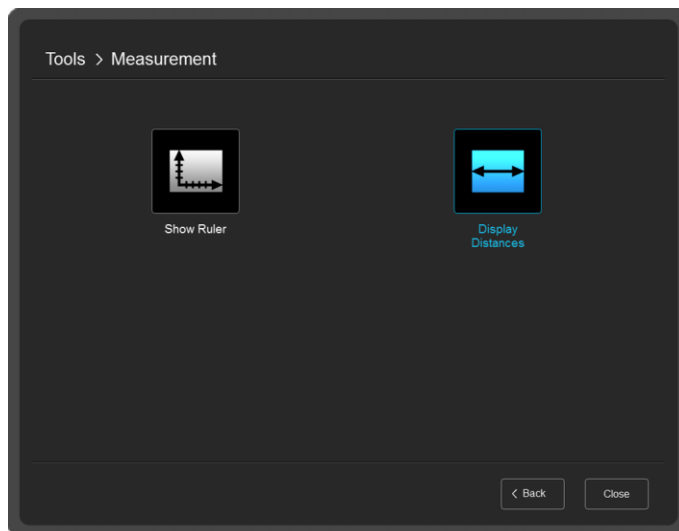 Tools > Measurement
Show Ruler
Display
Distances
< Back
Close